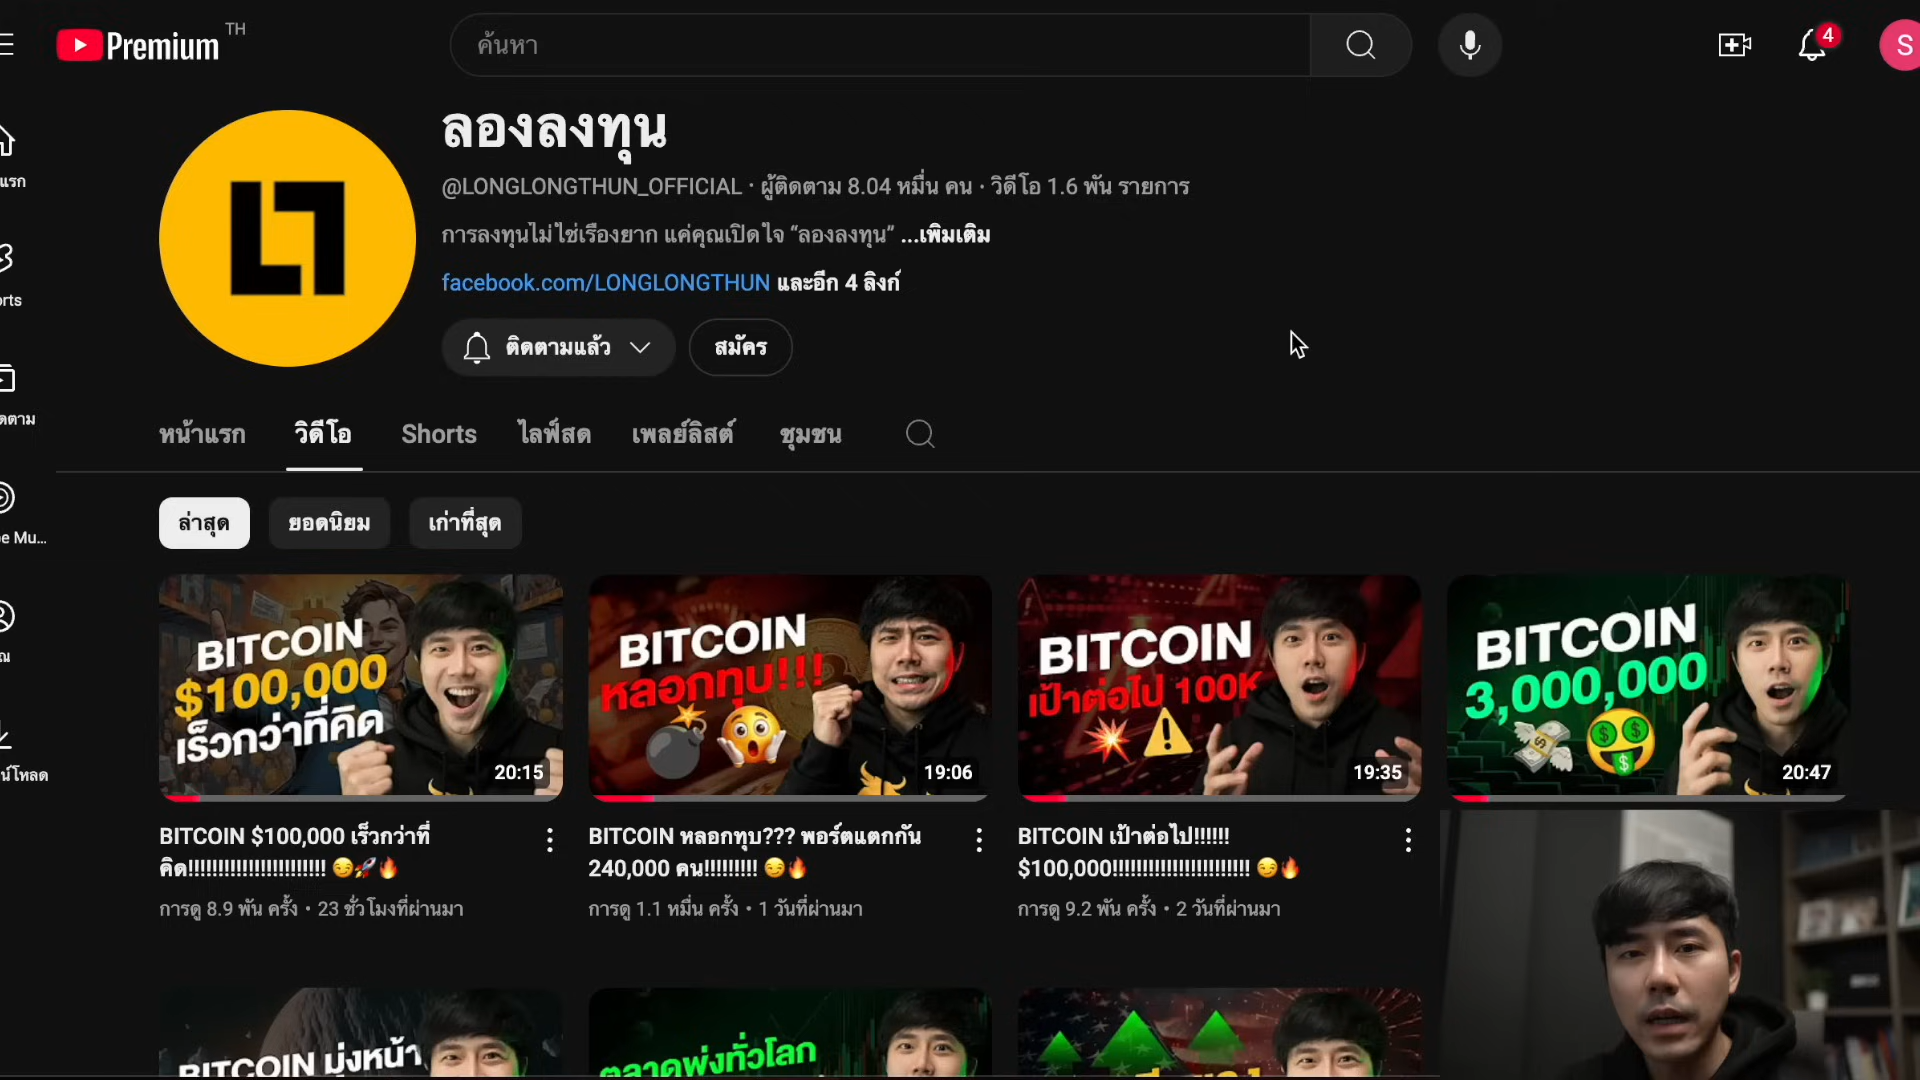 Premium TH
ค้นหา
4
S
ลองลงทุน
@LONGLONGTHUN_OFFICIAL · ผู้ติดตาม 8.04 หมื่น คน · วิดีโอ 1.6 พัน รายการ
การลงทุนไม่ใช่เรื่องยาก แค่คุณเปิดใจ “ลองลงทุน” ...เพิ่มเติม
facebook.com/LONGLONGTHUN และอีก 4 ลิงก์
ติดตามแล้ว
สมัคร
หน้าแรก วิดีโอ Shorts ไลฟ์สด เพลย์ลิสต์ ชุมชน
ล่าสุด ยอดนิยม เก่าที่สุด
BITCOIN
$100,000
เร็วกว่าที่คิด
20:15
BITCOIN
หลอกทุบ!!!
19:06
BITCOIN
เป้าต่อไป 100K
19:35
BITCOIN
3,000,000
20:47
BITCOIN $100,000 เร็วกว่าที่
คิด!!!!!!!!!!!!!!!!!!!!!!! 😏🚀🔥
การดู 8.9 พัน ครั้ง • 23 ชั่วโมงที่ผ่านมา
BITCOIN หลอกทุบ??? พอร์ตแตกกัน
240,000 คน!!!!!!!!! 😏🔥
การดู 1.1 หมื่น ครั้ง • 1 วันที่ผ่านมา
BITCOIN เป้าต่อไป!!!!!!
$100,000!!!!!!!!!!!!!!!!!!!!!!! 😏🔥
การดู 9.2 พัน ครั้ง • 2 วันที่ผ่านมา
BITCOIN มุ่งหน้า
ตลาดพุ่งทั่วโลก